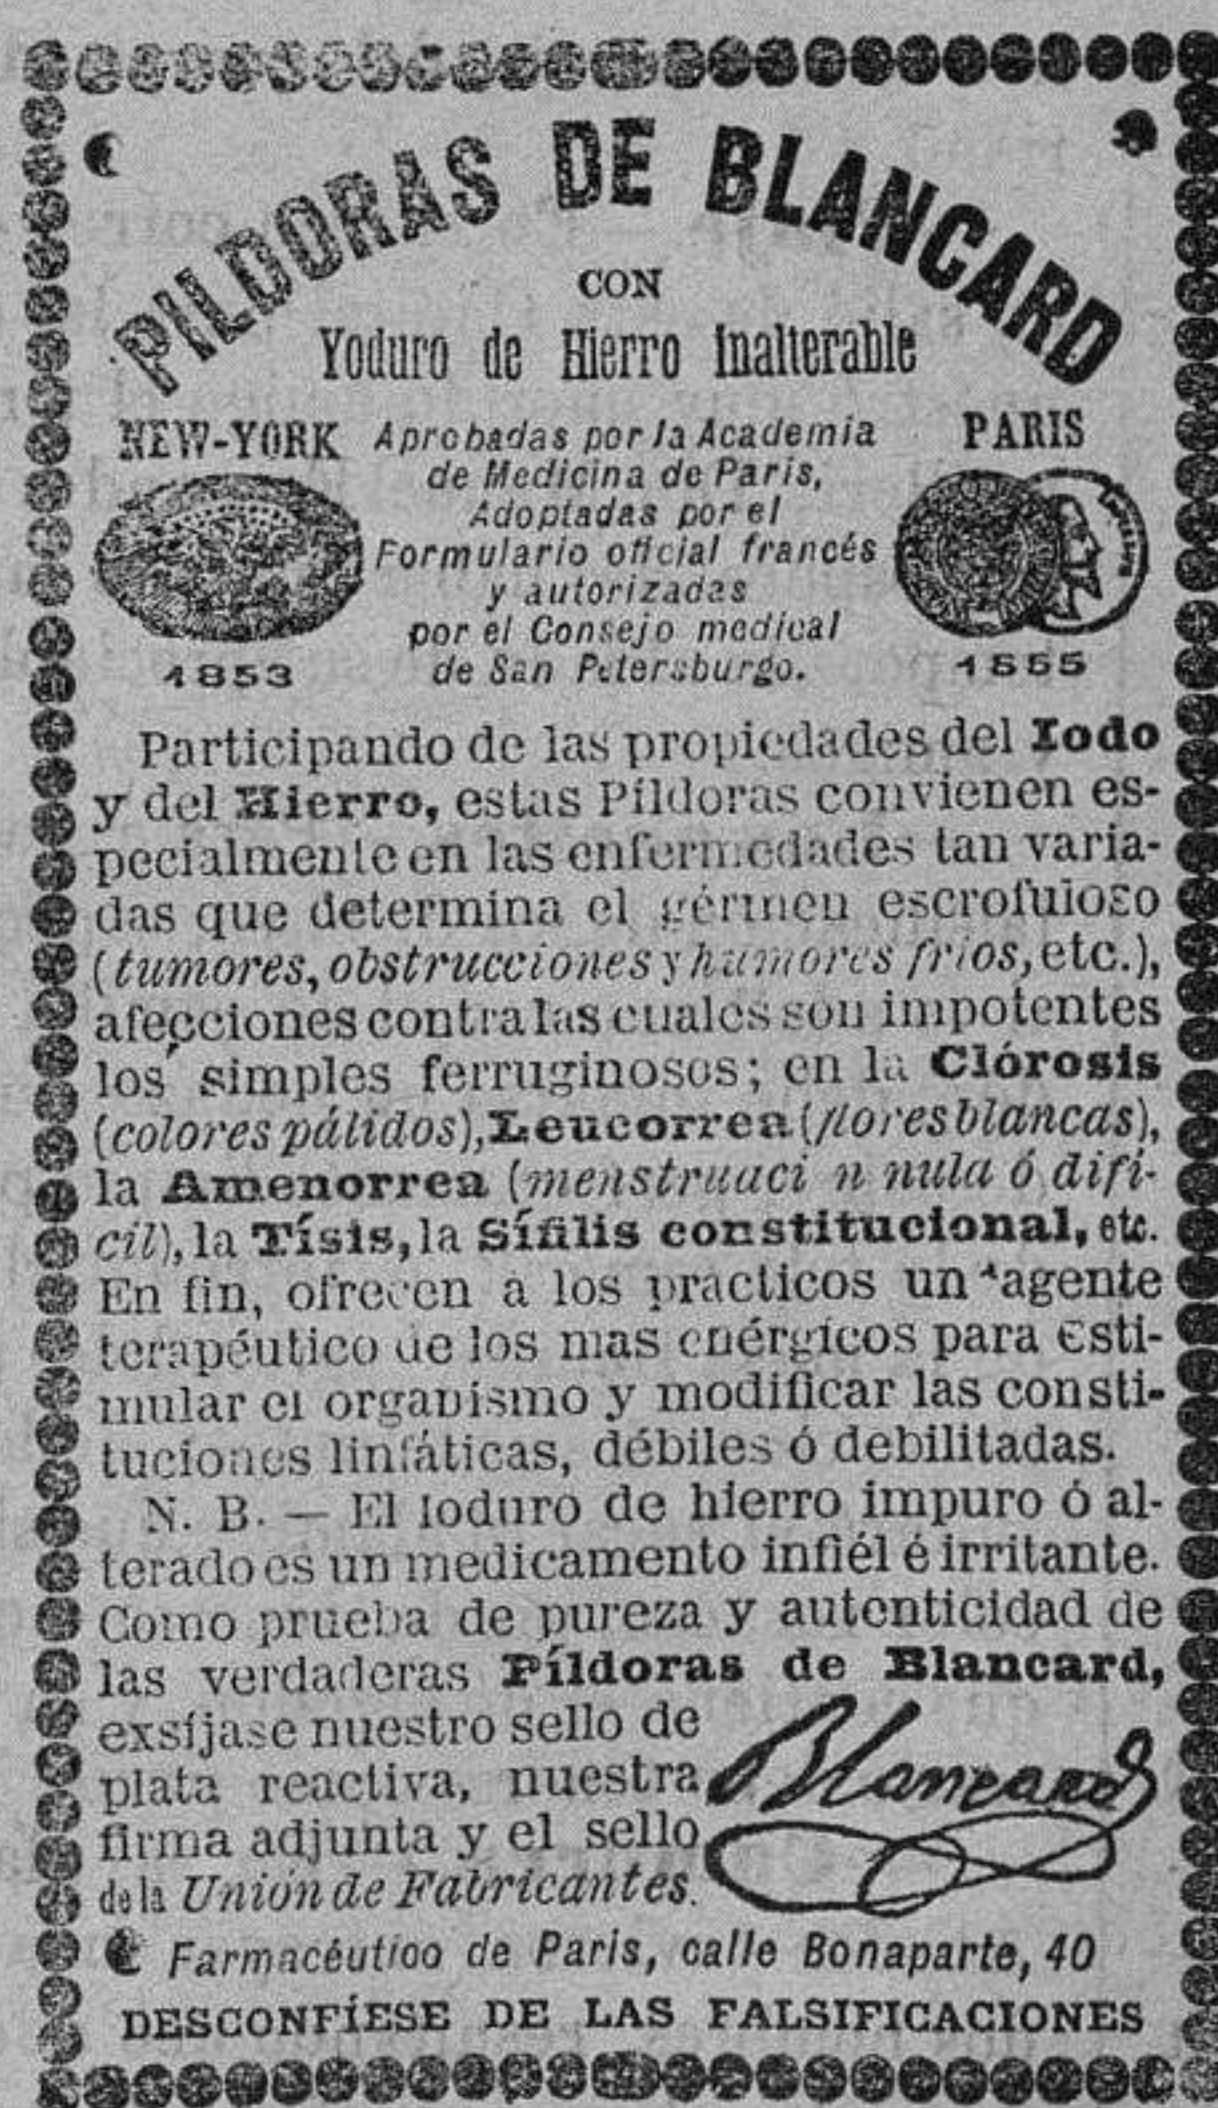 PILDORAS DE BLANCARD
CON
Yoduro de Hierro Inalterable
NEW-YORK
1853
Aprobadas por la Academia
de Medicina de Paris,
Adoptadas por el
Formulario oficial francés
y autorizadas
por el Consejo medical
de San Petersburgo.
PARIS
1855
Participando de las propiedades del Iodo
y del Hierro, estas Píldoras convienen es-
pecialmente en las enfermedades tan varia-
das que determina el gérmen escrofuloso
(tumores, obstrucciones y humores frios, etc.),
afecciones contra las cuales son impotentes
los simples ferruginosos; en la Clórosis
(colores pálidos), Leucorrea (flores blancas),
la Amenorrea (menstruaci n nula ó difi-
cil), la Tísis, la Sífilis constitucional, etc.
En fin, ofrecen a los practicos un agente
terapéutico de los mas enérgicos para esti-
mular el organismo y modificar las consti-
tuciones linfáticas, débiles ó debilitadas.
N. B. — El Ioduro de hierro impuro ó al-
terado es un medicamento infiél é irritante.
Como prueba de pureza y autenticidad de
las verdaderas Píldoras de Blancard,
exsíjase nuestro sello de
plata reactiva, nuestra
firma adjunta y el sello
de la Unión de Fabricantes.
Blancard
Farmacéutico de Paris, calle Bonaparte, 40
DESCONFÍESE DE LAS FALSIFICACIONES